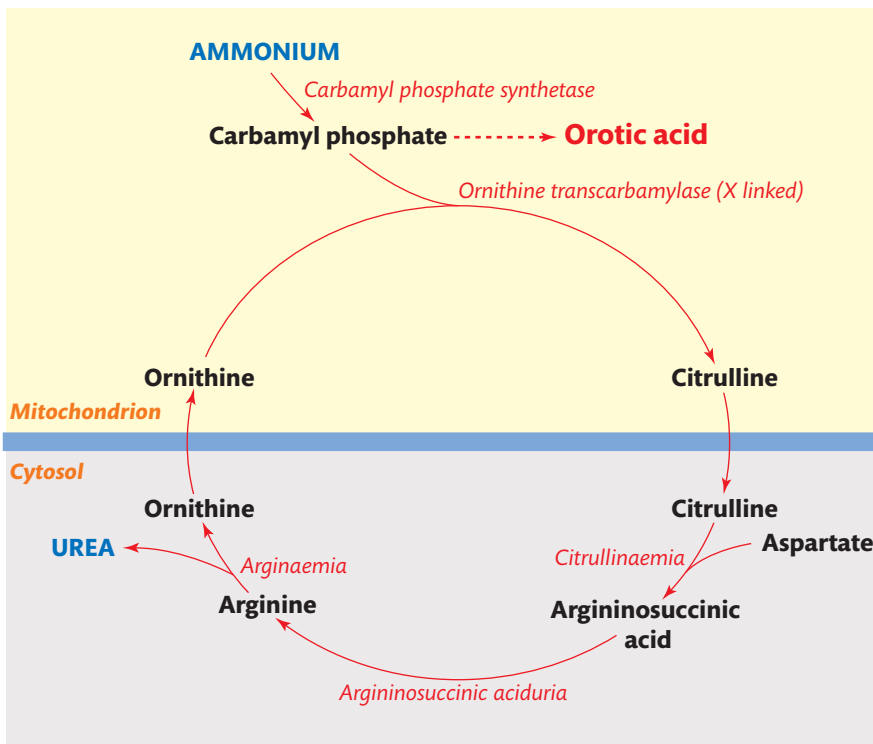 AMMONIUM
Carbamyl phosphate synthetase
Carbamyl phosphate
Orotic acid
Ornithine transcarbamylase (X linked)
Ornithine
Citrulline
Mitochondrion
Cytosol
Ornithine
Citrulline
UREA
Arginaemia
Citrullinaemia
Aspartate
Arginine
Argininosuccinic
acid
Argininosuccinic aciduria